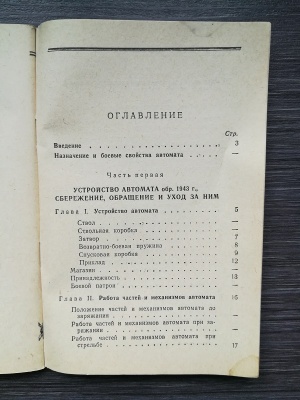 ОГЛАВЛЕНИЕ
Стр.
Введение 3
Назначение и боевые свойства автомата —
Часть первая
УСТРОЙСТВО АВТОМАТА обр. 1943 г.,
СБЕРЕЖЕНИЕ, ОБРАЩЕНИЕ И УХОД ЗА НИМ
Глава I. Устройство автомата 5
Ствол —
Ствольная коробка —
Затвор 7
Возвратно-боевая пружина 8
Спусковая коробка 9
Приклад 12
Магазин —
Принадлежность 13
Боевой патрон —
Глава II. Работа частей и механизмов автомата 16
Положение частей и механизмов автомата до
заряжания —
Работа частей и механизмов автомата при за-
ряжании —
Работа частей и механизмов автомата при
стрельбе 17